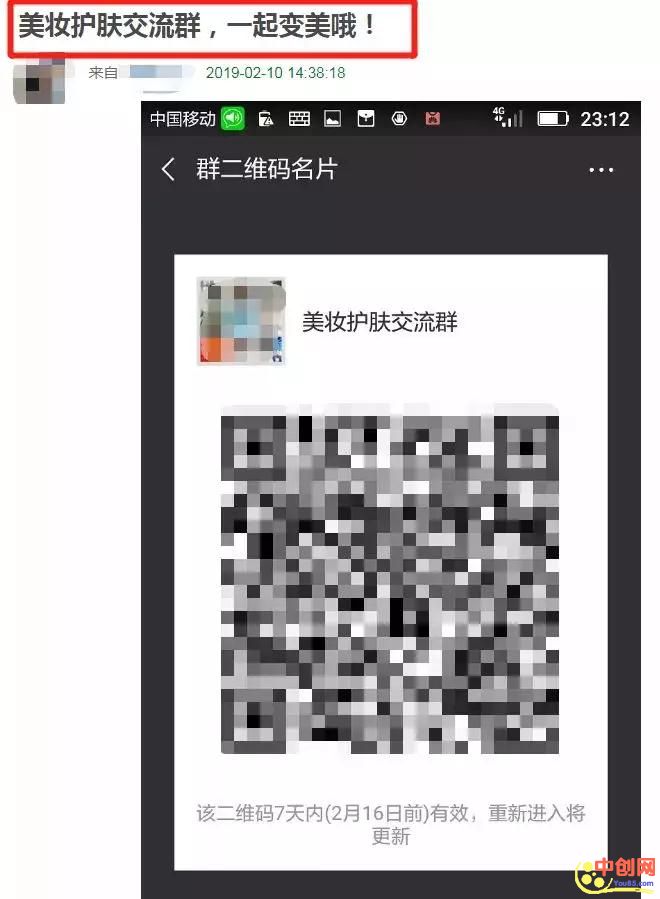 美妆护肤交流群，一起变美哦！
来自
2019-02-10 14:38:18
中国移动
4G
23:12
群二维码名片
美妆护肤交流群
该二维码7天内(2月16日前)有效，重新进入将
更新
中创网
You85.com